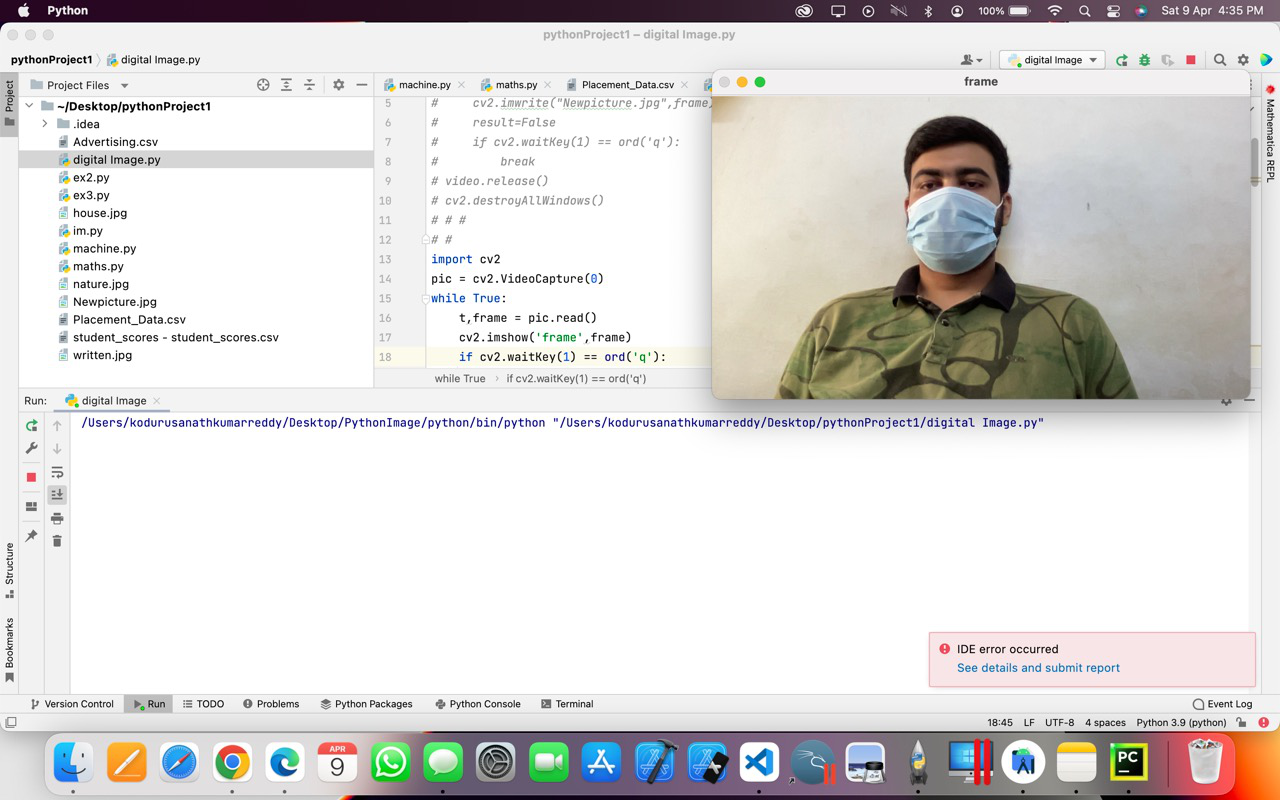 Python
100%
Sat 9 Apr 4:35 PM
pythonProject1 – digital Image.py
pythonProject1 〉 digital Image.py
digital Image
Project
Project Files
machine.py
maths.py
Placement_Data.csv
frame
~/Desktop/pythonProject1
.idea
Advertising.csv
digital Image.py
ex2.py
ex3.py
house.jpg
im.py
machine.py
maths.py
nature.jpg
Newpicture.jpg
Placement_Data.csv
student_scores - student_scores.csv
written.jpg
5 #     cv2.imwrite("Newpicture.jpg",frame)
6 #     result=False
7 #     if cv2.waitKey(1) == ord('q'):
8 #         break
9 # video.release()
10 # cv2.destroyAllWindows()
11 # # #
12 # #
13 import cv2
14 pic = cv2.VideoCapture(0)
15 while True:
16     t,frame = pic.read()
17     cv2.imshow('frame',frame)
18     if cv2.waitKey(1) == ord('q'):
while True 〉 if cv2.waitKey(1) == ord('q')
Mathematica REPL
Run: digital Image
/Users/kodurusanathkumarreddy/Desktop/PythonImage/python/bin/python "/Users/kodurusanathkumarreddy/Desktop/pythonProject1/digital Image.py"
Structure
Bookmarks
IDE error occurred
See details and submit report
Version Control
Run
TODO
Problems
Python Packages
Python Console
Terminal
Event Log
18:45 LF UTF-8 4 spaces Python 3.9 (python)
APR
9
PC